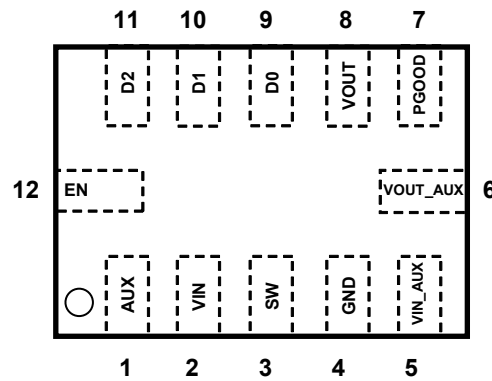 11 10 9 8 7
D2 D1 D0 VOUT PGOOD
12 EN VOUT_AUX 6
AUX VIN SW GND VIN_AUX
1 2 3 4 5